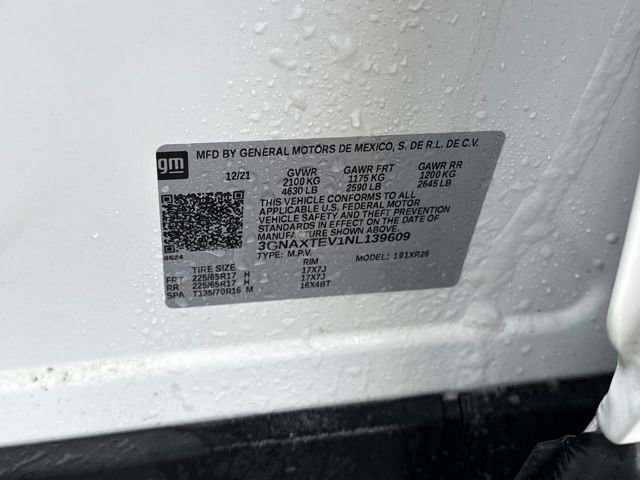 gm
MFD BY GENERAL MOTORS DE MEXICO, S. DE R.L. DE C.V.
12/21 GVWR GAWR FRT GAWR RR
2100 KG 1175 KG 1200 KG
4630 LB 2590 LB 2645 LB
THIS VEHICLE CONFORMS TO ALL
APPLICABLE U.S. FEDERAL MOTOR
VEHICLE SAFETY AND THEFT PREVENTION
STANDARDS IN EFFECT ON THE DATE OF
MANUFACTURE SHOWN ABOVE.
3GNAXTEV1NL139609
8624 TYPE: M.P.V. MODEL: 191XR26
TIRE SIZE RIM
FRT 225/65R17 H 17X7J
RR 225/65R17 H 17X7J
SPA T135/70R16 M 16X4BT